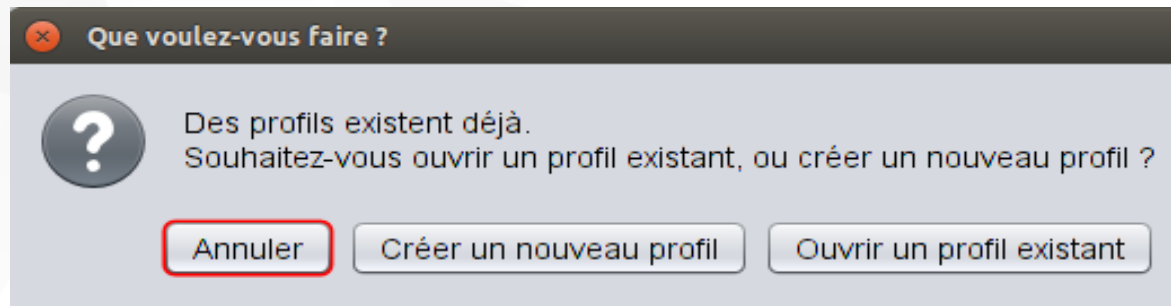 Que voulez-vous faire ?
Des profils existent déjà.
Souhaitez-vous ouvrir un profil existant, ou créer un nouveau profil ?
Annuler
Créer un nouveau profil
Ouvrir un profil existant